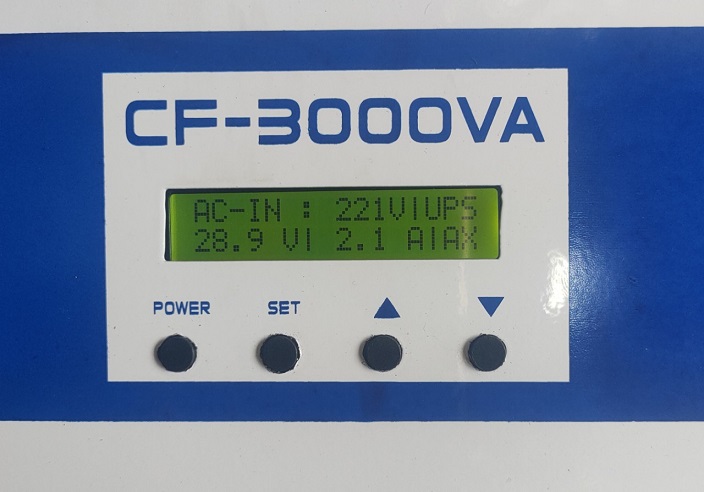 CF-3000VA
AC-IN : 221V|UPS
28.9 V| 2.1 A|AX
POWER SET ▲ ▼